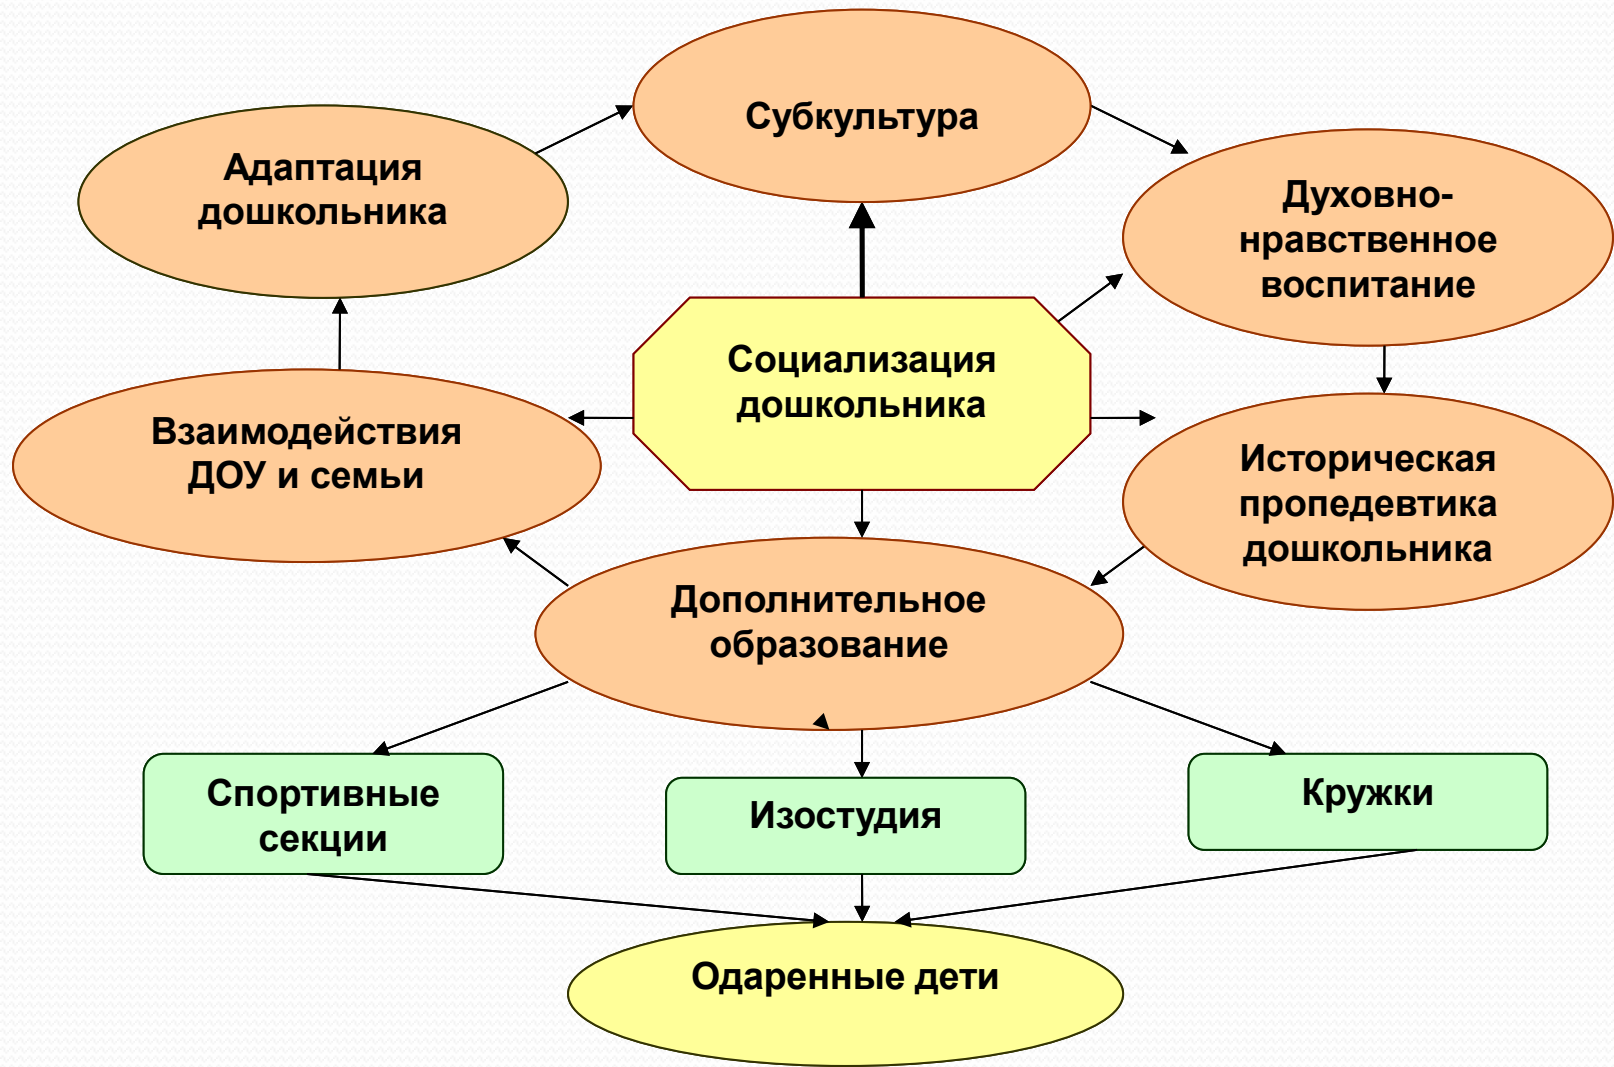 Субкультура
Адаптация
дошкольника
Духовно-
нравственное
воспитание
Социализация
дошкольника
Взаимодействия
ДОУ и семьи
Историческая
пропедевтика
дошкольника
Дополнительное
образование
Спортивные
секции
Изостудия
Кружки
Одаренные дети